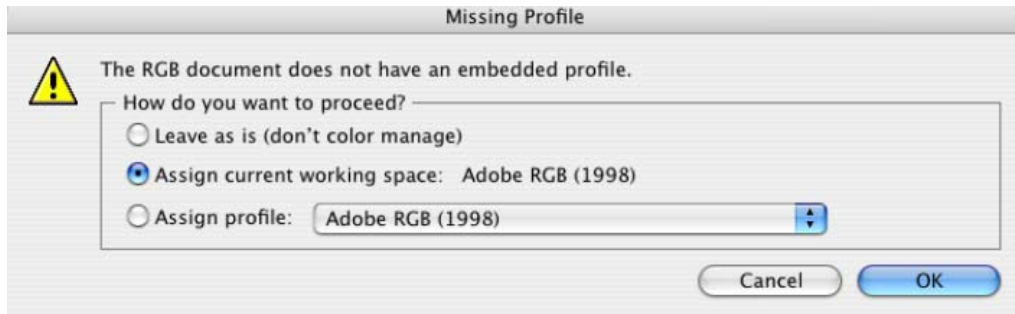 Missing Profile
The RGB document does not have an embedded profile.
How do you want to proceed?
Leave as is (don't color manage)
Assign current working space: Adobe RGB (1998)
Assign profile: Adobe RGB (1998)
Cancel OK